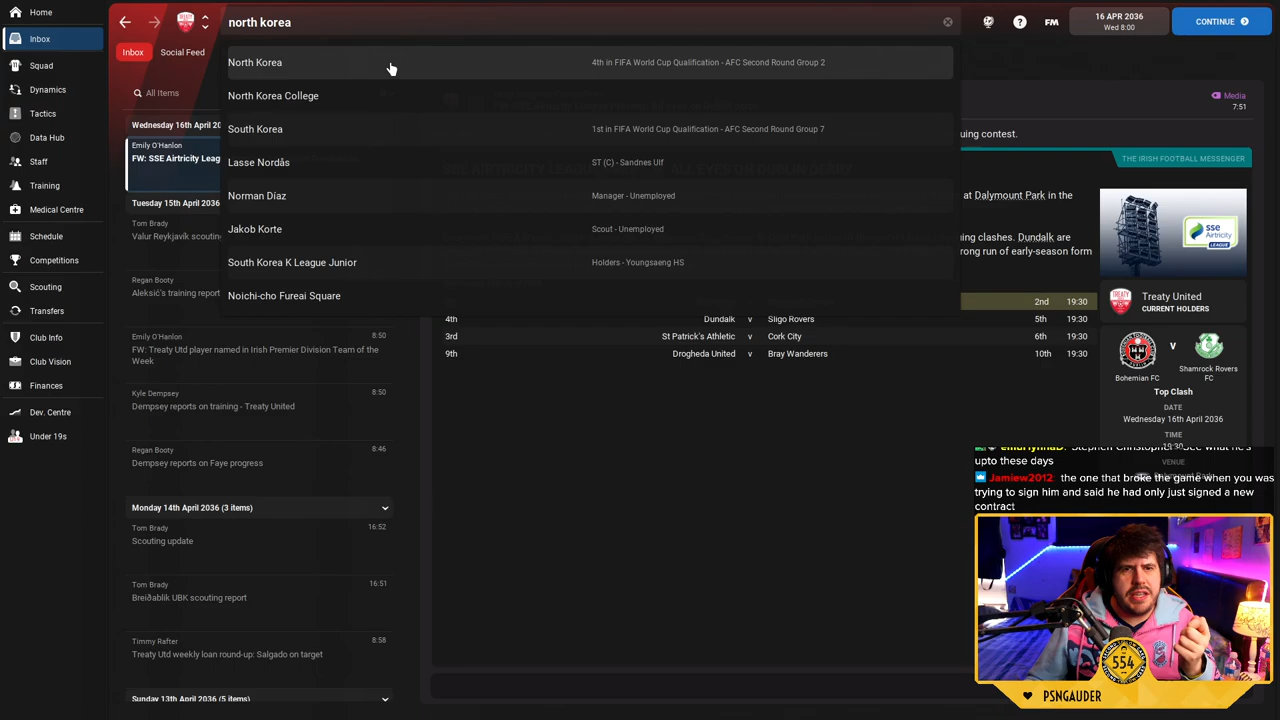 Home
Inbox
Squad
Dynamics
Tactics
Data Hub
Staff
Training
Medical Centre
Schedule
Competitions
Scouting
Transfers
Club Info
Club Vision
Finances
Dev. Centre
Under 19s
north korea
FM
16 APR 2036
Wed 8:00
CONTINUE
Inbox
Social Feed
All Items
North Korea
4th in FIFA World Cup Qualification - AFC Second Round Group 2
North Korea College
South Korea
1st in FIFA World Cup Qualification - AFC Second Round Group 7
Lasse Nordås
ST (C) - Sandnes Ulf
Norman Díaz
Manager - Unemployed
Jakob Korte
Scout - Unemployed
South Korea K League Junior
Holders - Youngsaeng HS
Noichi-cho Fureai Square
Wednesday 16th April 20
Emily O'Hanlon
FW: SSE Airtricity Leag
Tuesday 15th April 2036
Tom Brady
Valur Reykjavík scoutin
Regan Booty
Aleksić's training report
Emily O'Hanlon
8:50
FW: Treaty Utd player named in Irish Premier Division Team of the
Week
Kyle Dempsey
8:50
Dempsey reports on training - Treaty United
Regan Booty
8:46
Dempsey reports on Faye progress
Monday 14th April 2036 (3 items)
Tom Brady
16:52
Scouting update
Tom Brady
16:51
Breiðablik UBK scouting report
Timmy Rafter
8:58
Treaty Utd weekly loan round-up: Salgado on target
Sunday 13th April 2036 (5 items)
Media
7:51
uing contest.
THE IRISH FOOTBALL MESSENGER
at Dalymount Park in the
ning clashes. Dundalk are
rong run of early-season form
2nd 19:30
4th Dundalk v Sligo Rovers 5th 19:30
3rd St Patrick's Athletic v Cork City 6th 19:30
9th Drogheda United v Bray Wanderers 10th 19:30
sse
Airtricity
LEAGUE
Treaty United
CURRENT HOLDERS
V
Bohemian FC
Shamrock Rovers
FC
Top Clash
DATE
Wednesday 16th April 2036
TIME
19:30
VENUE
upto these days
Jamiew2012 the one that broke the game when you was
trying to sign him and said he had only just signed a new
contract
554
PSNGAUDER